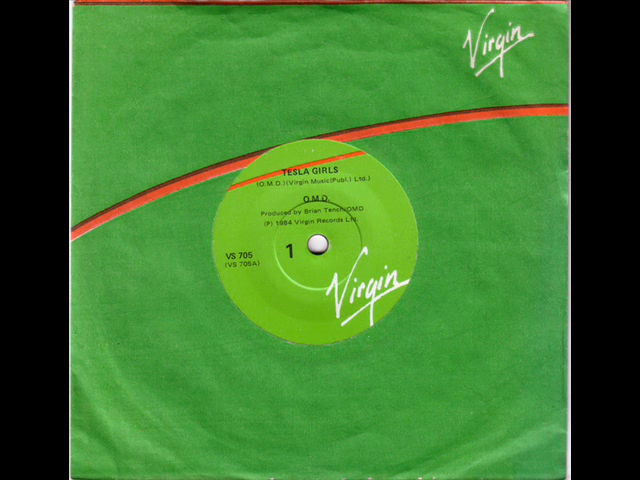 Virgin
TESLA GIRLS
(O.M.D.)(Virgin Music(Publ.) Ltd.)
O.M.D.
Produced by Brian Tench/OMD
(P) 1984 Virgin Records Ltd.
VS 705
(VS 705A)
1
Virgin